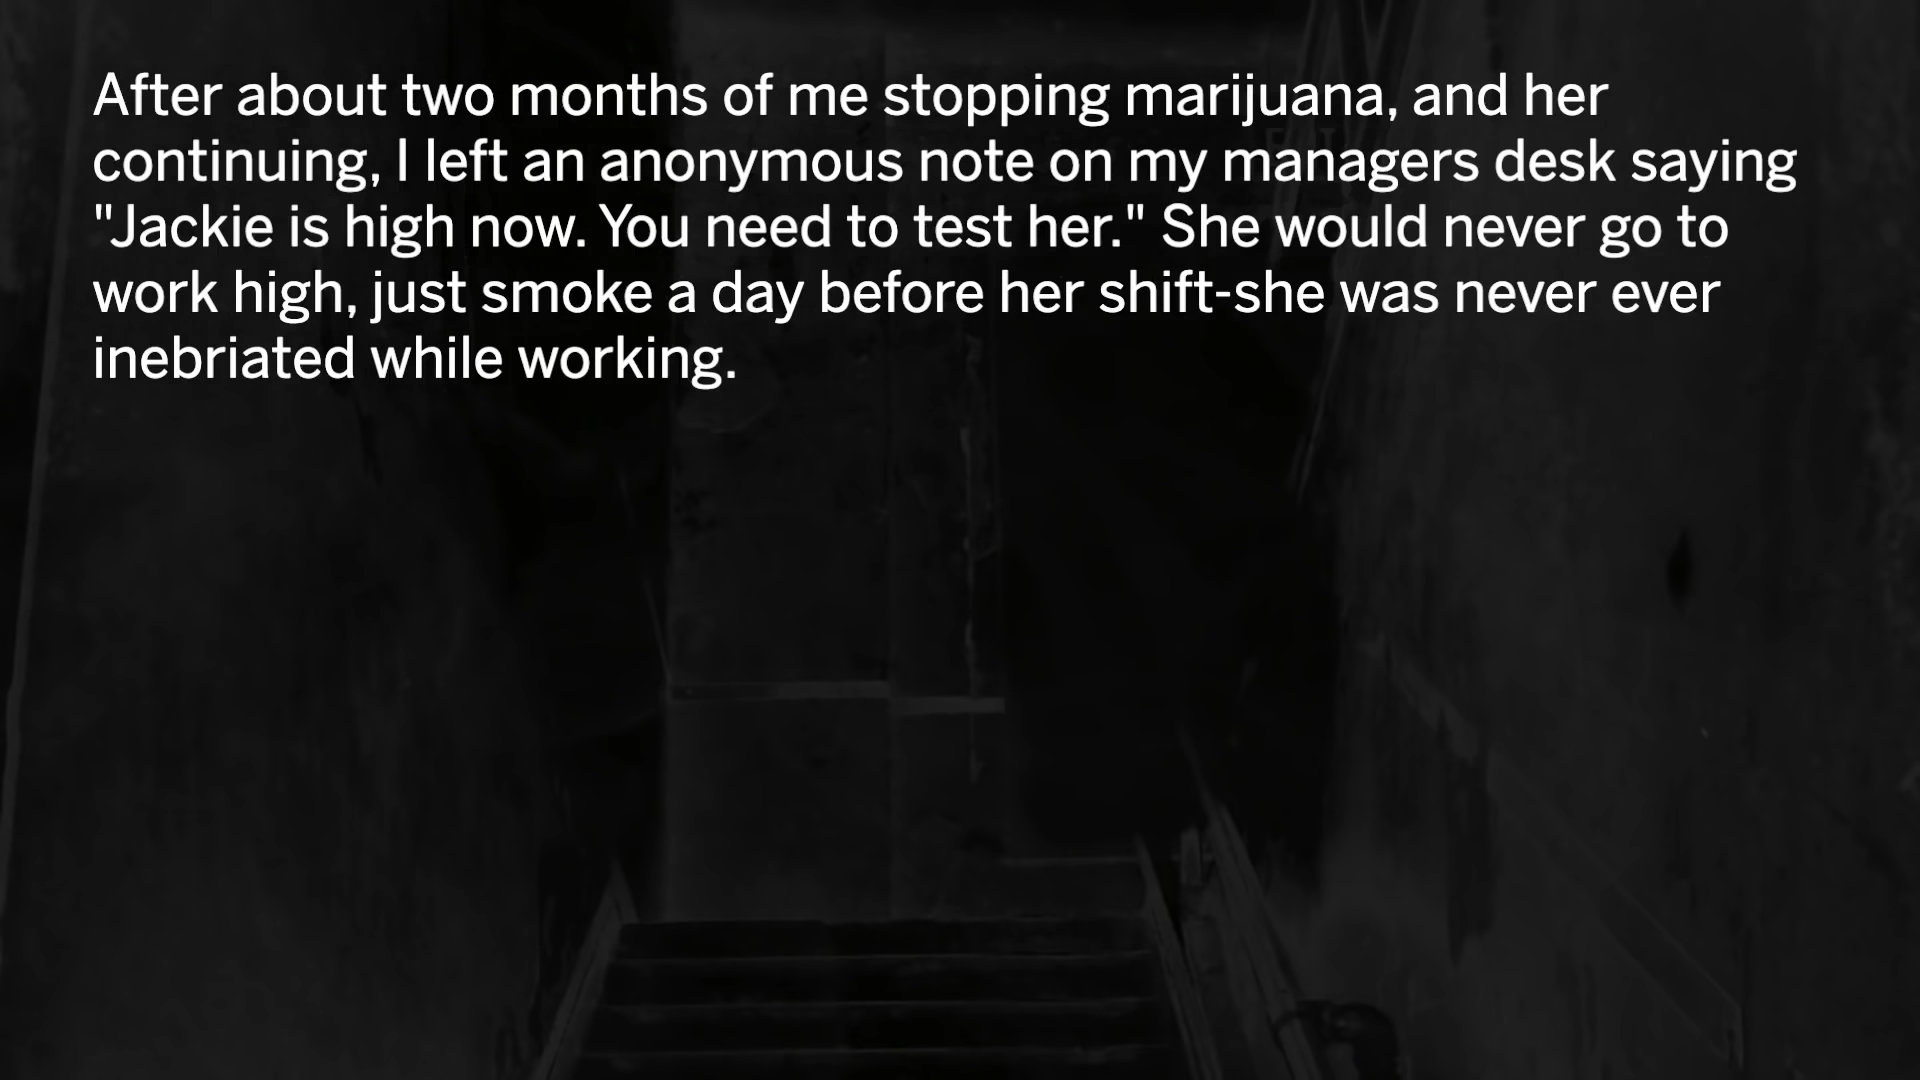 After about two months of me stopping marijuana, and her
continuing, I left an anonymous note on my managers desk saying
"Jackie is high now. You need to test her." She would never go to
work high, just smoke a day before her shift-she was never ever
inebriated while working.